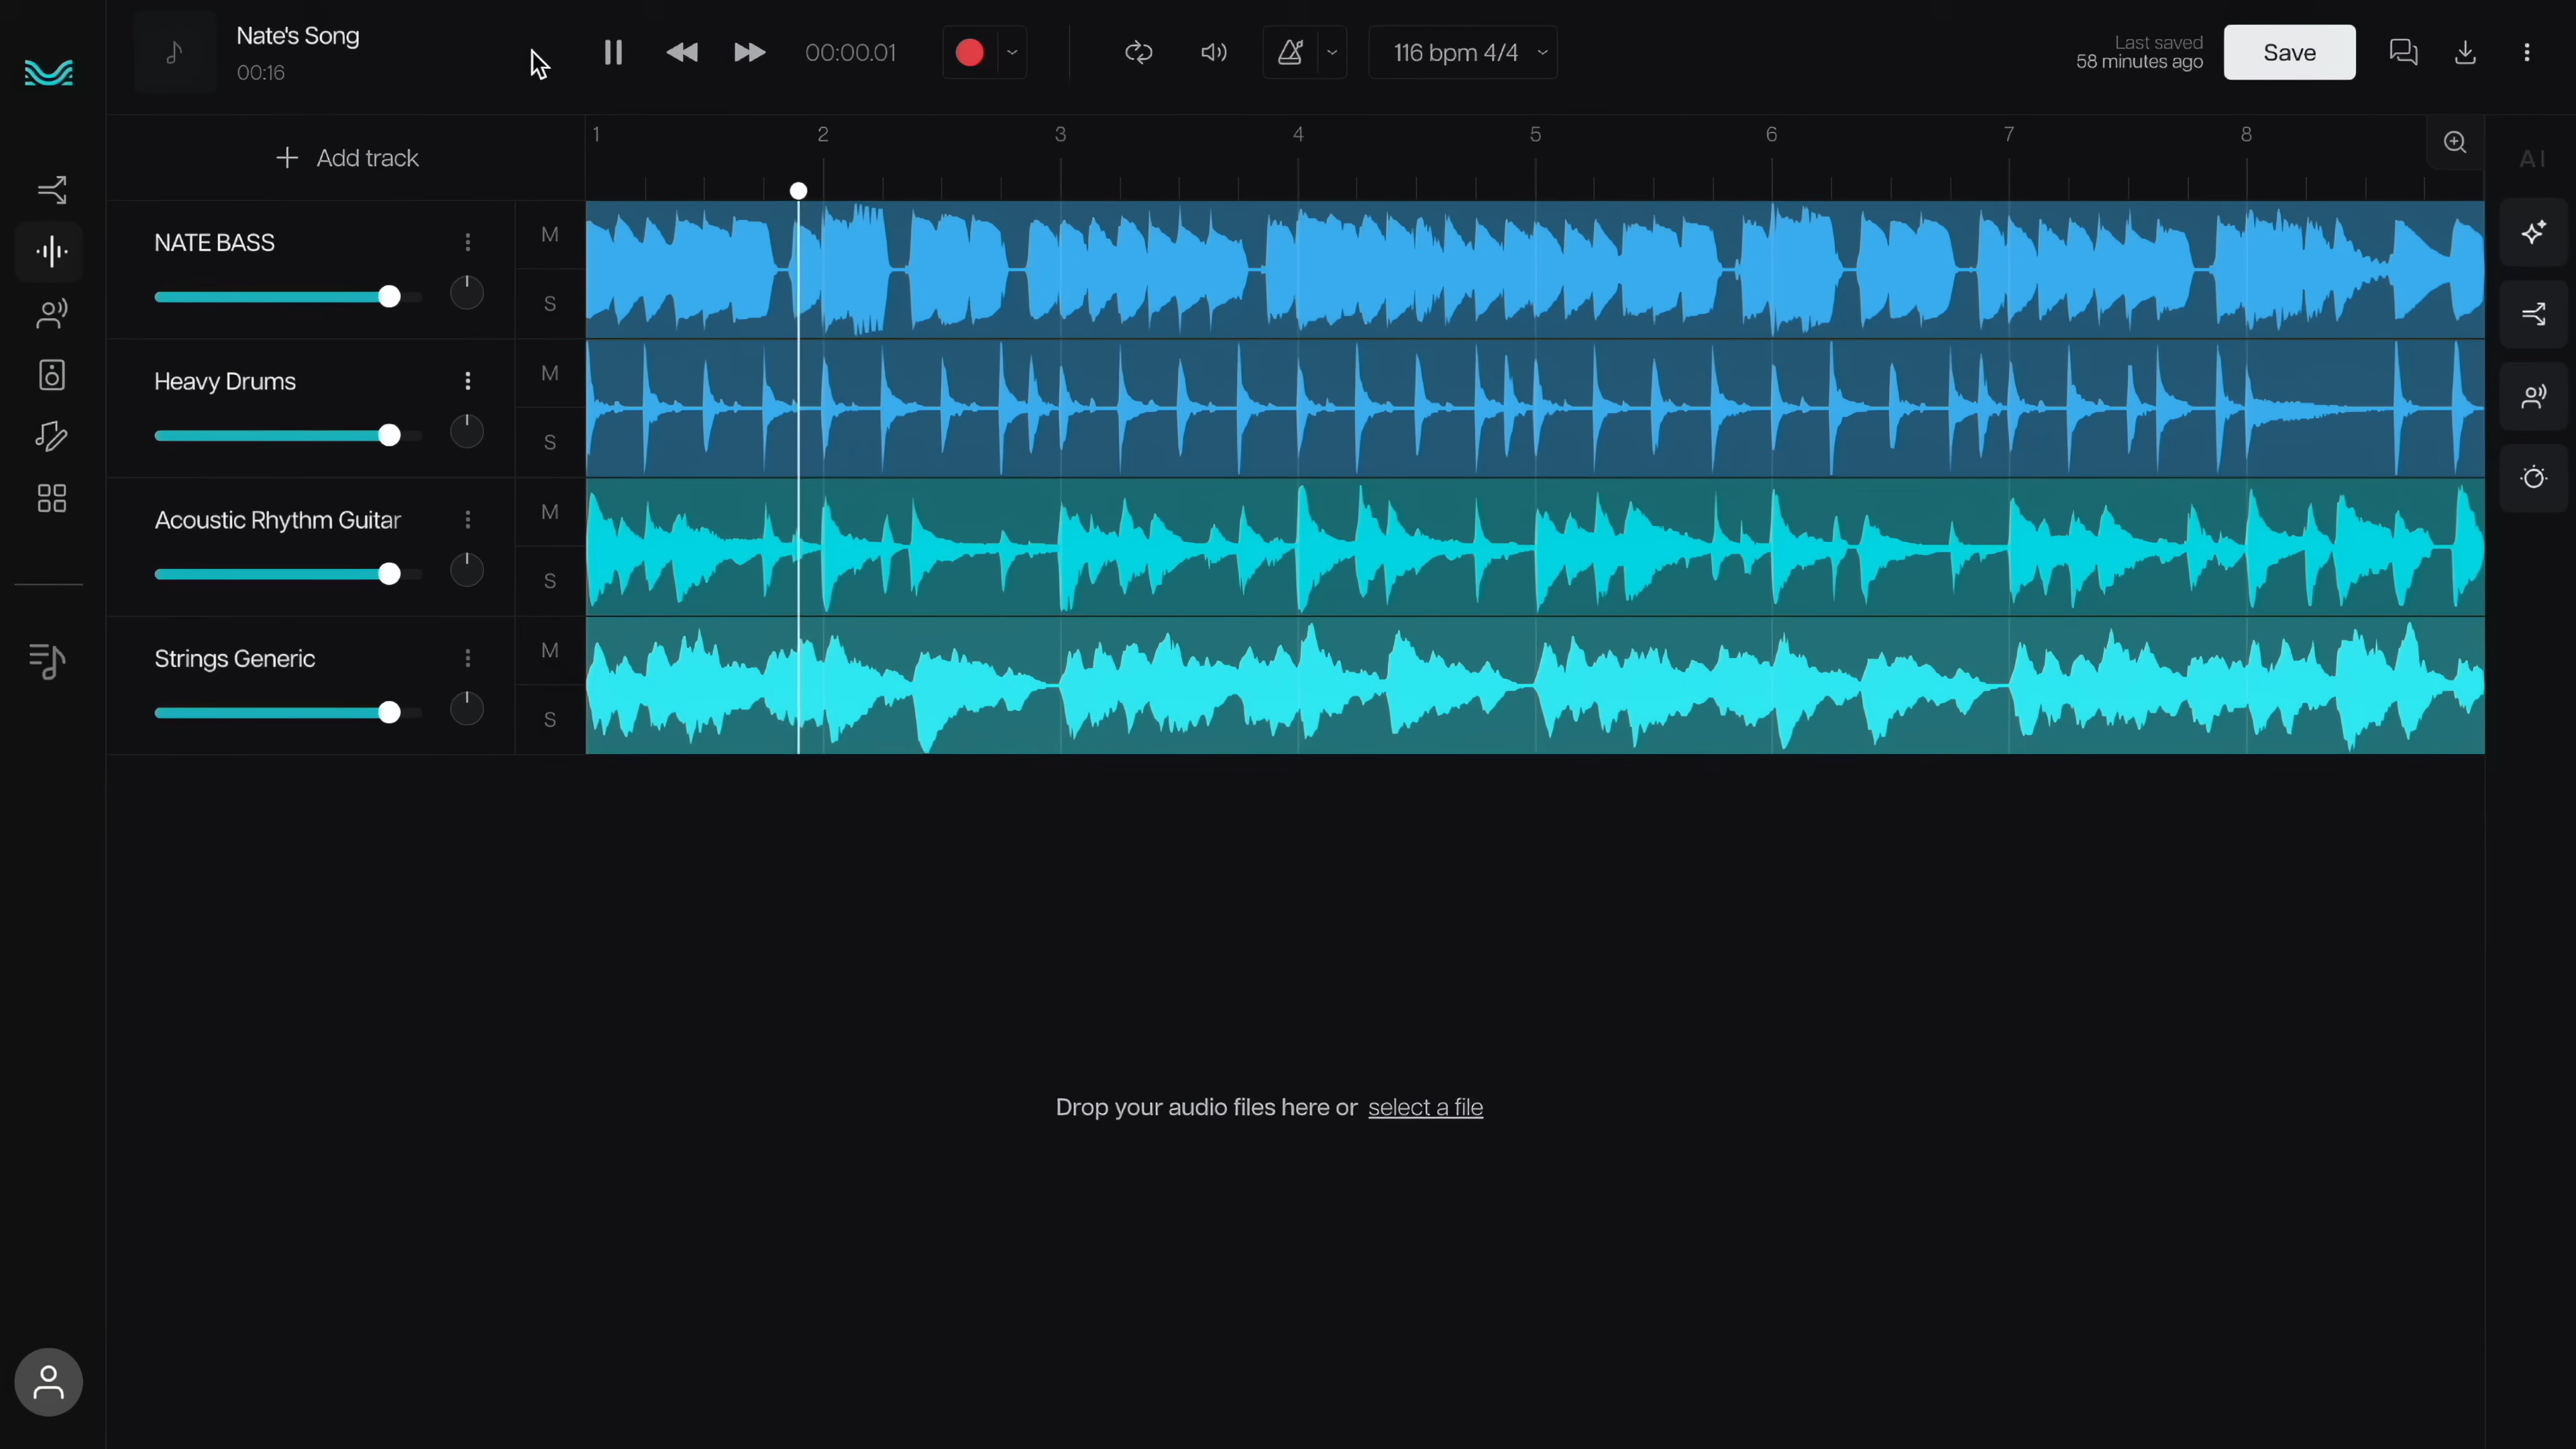 Nate's Song
00:16
00:00.01
116 bpm 4/4
Last saved
58 minutes ago
Save
Add track
1 2 3 4 5 6 7 8
AI
NATE BASS
M
S
Heavy Drums
M
S
Acoustic Rhythm Guitar
M
S
Strings Generic
M
S
Drop your audio files here or select a file